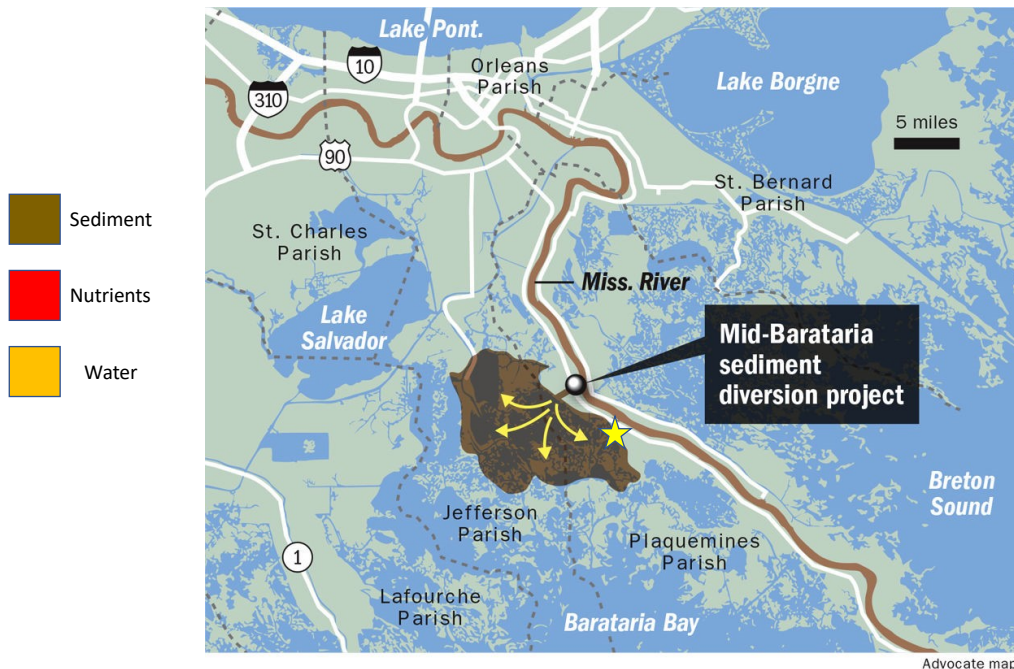 Sediment
Nutrients
Water
Lake Pont.
10
Orleans
Parish
310
Lake Borgne
5 miles
90
St. Bernard
Parish
St. Charles
Parish
Miss. River
Lake
Salvador
Mid-Barataria
sediment
diversion project
Breton
Sound
Jefferson
Parish
Plaquemines
Parish
1
Lafourche
Parish
Barataria Bay
Advocate map